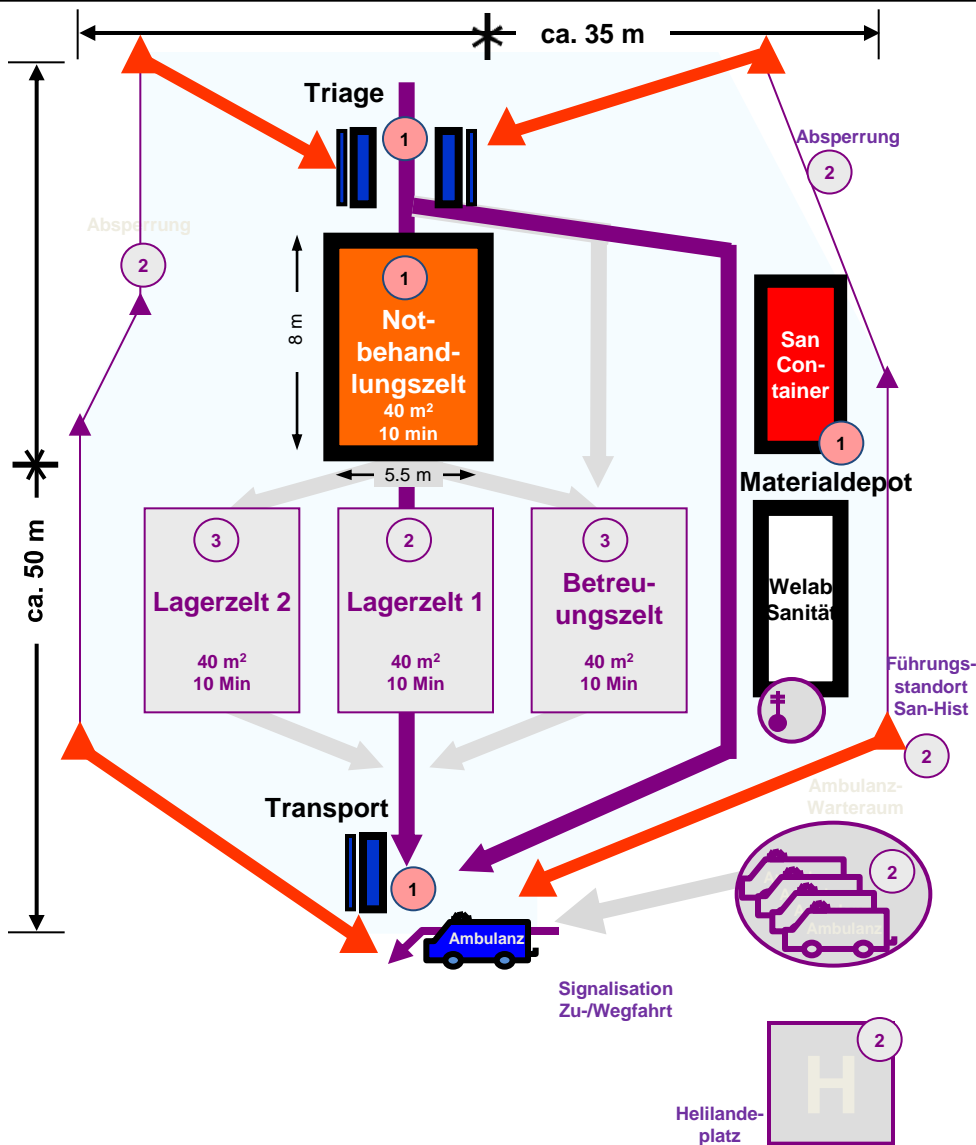 ca. 35 m
Triage
1
Absperrung
2
Absperrung
2
8 m
1
Not-
behand-
lungszelt
40 m²
10 min
5.5 m
San
Con-
tainer
1
Materialdepot
ca. 50 m
3
Lagerzelt 2
40 m²
10 Min
2
Lagerzelt 1
40 m²
10 Min
3
Betreu-
ungszelt
40 m²
10 Min
Welab
Sanität
Führungs-
standort
San-Hist
2
Transport
1
Ambulanz
Ambulanz-
Warteraum
2
Ambulanz
Signalisation
Zu-/Wegfahrt
2
H
Helilande-
platz